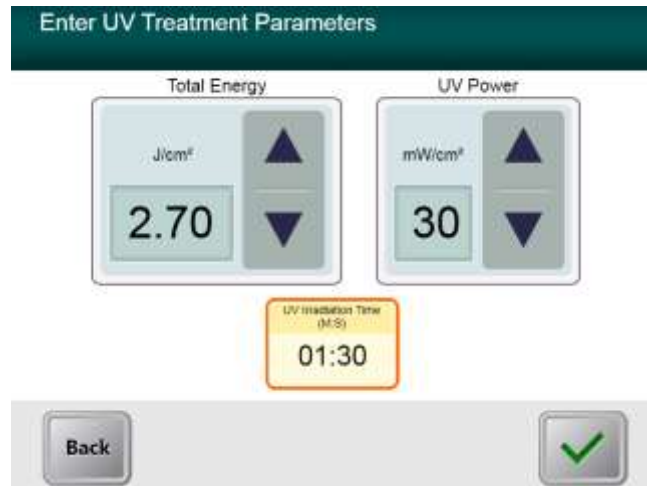 Enter UV Treatment Parameters
Total Energy
UV Power
J/cm²
mW/cm²
2.70
30
UV Irradiation Time
(M:S)
01:30
Back